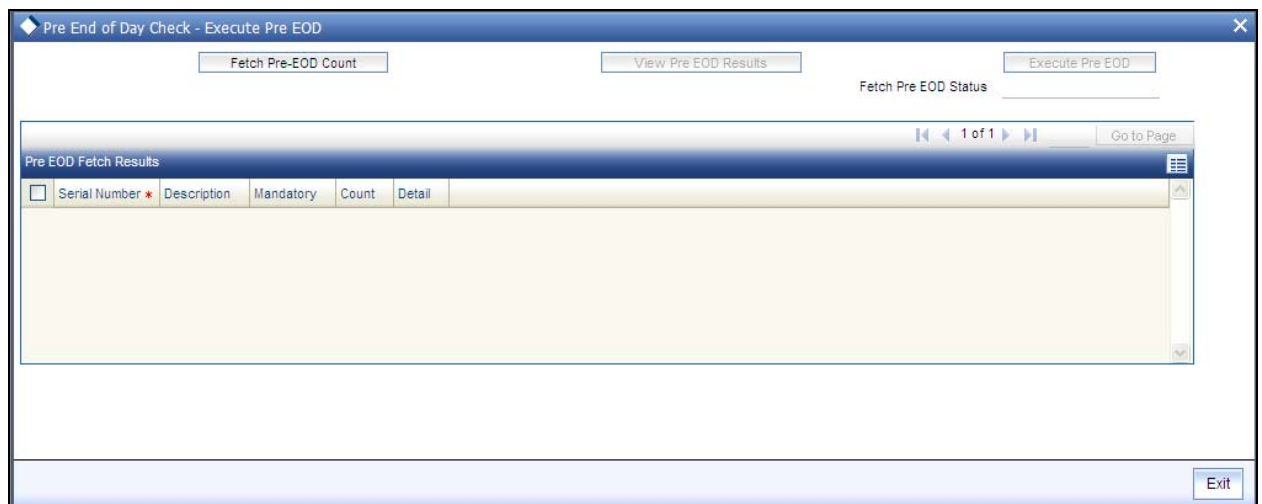 Pre End of Day Check - Execute Pre EOD
Fetch Pre-EOD Count View Pre EOD Results Execute Pre EOD
Fetch Pre EOD Status
1 of 1 Go to Page
Pre EOD Fetch Results
Serial Number * Description Mandatory Count Detail
Exit